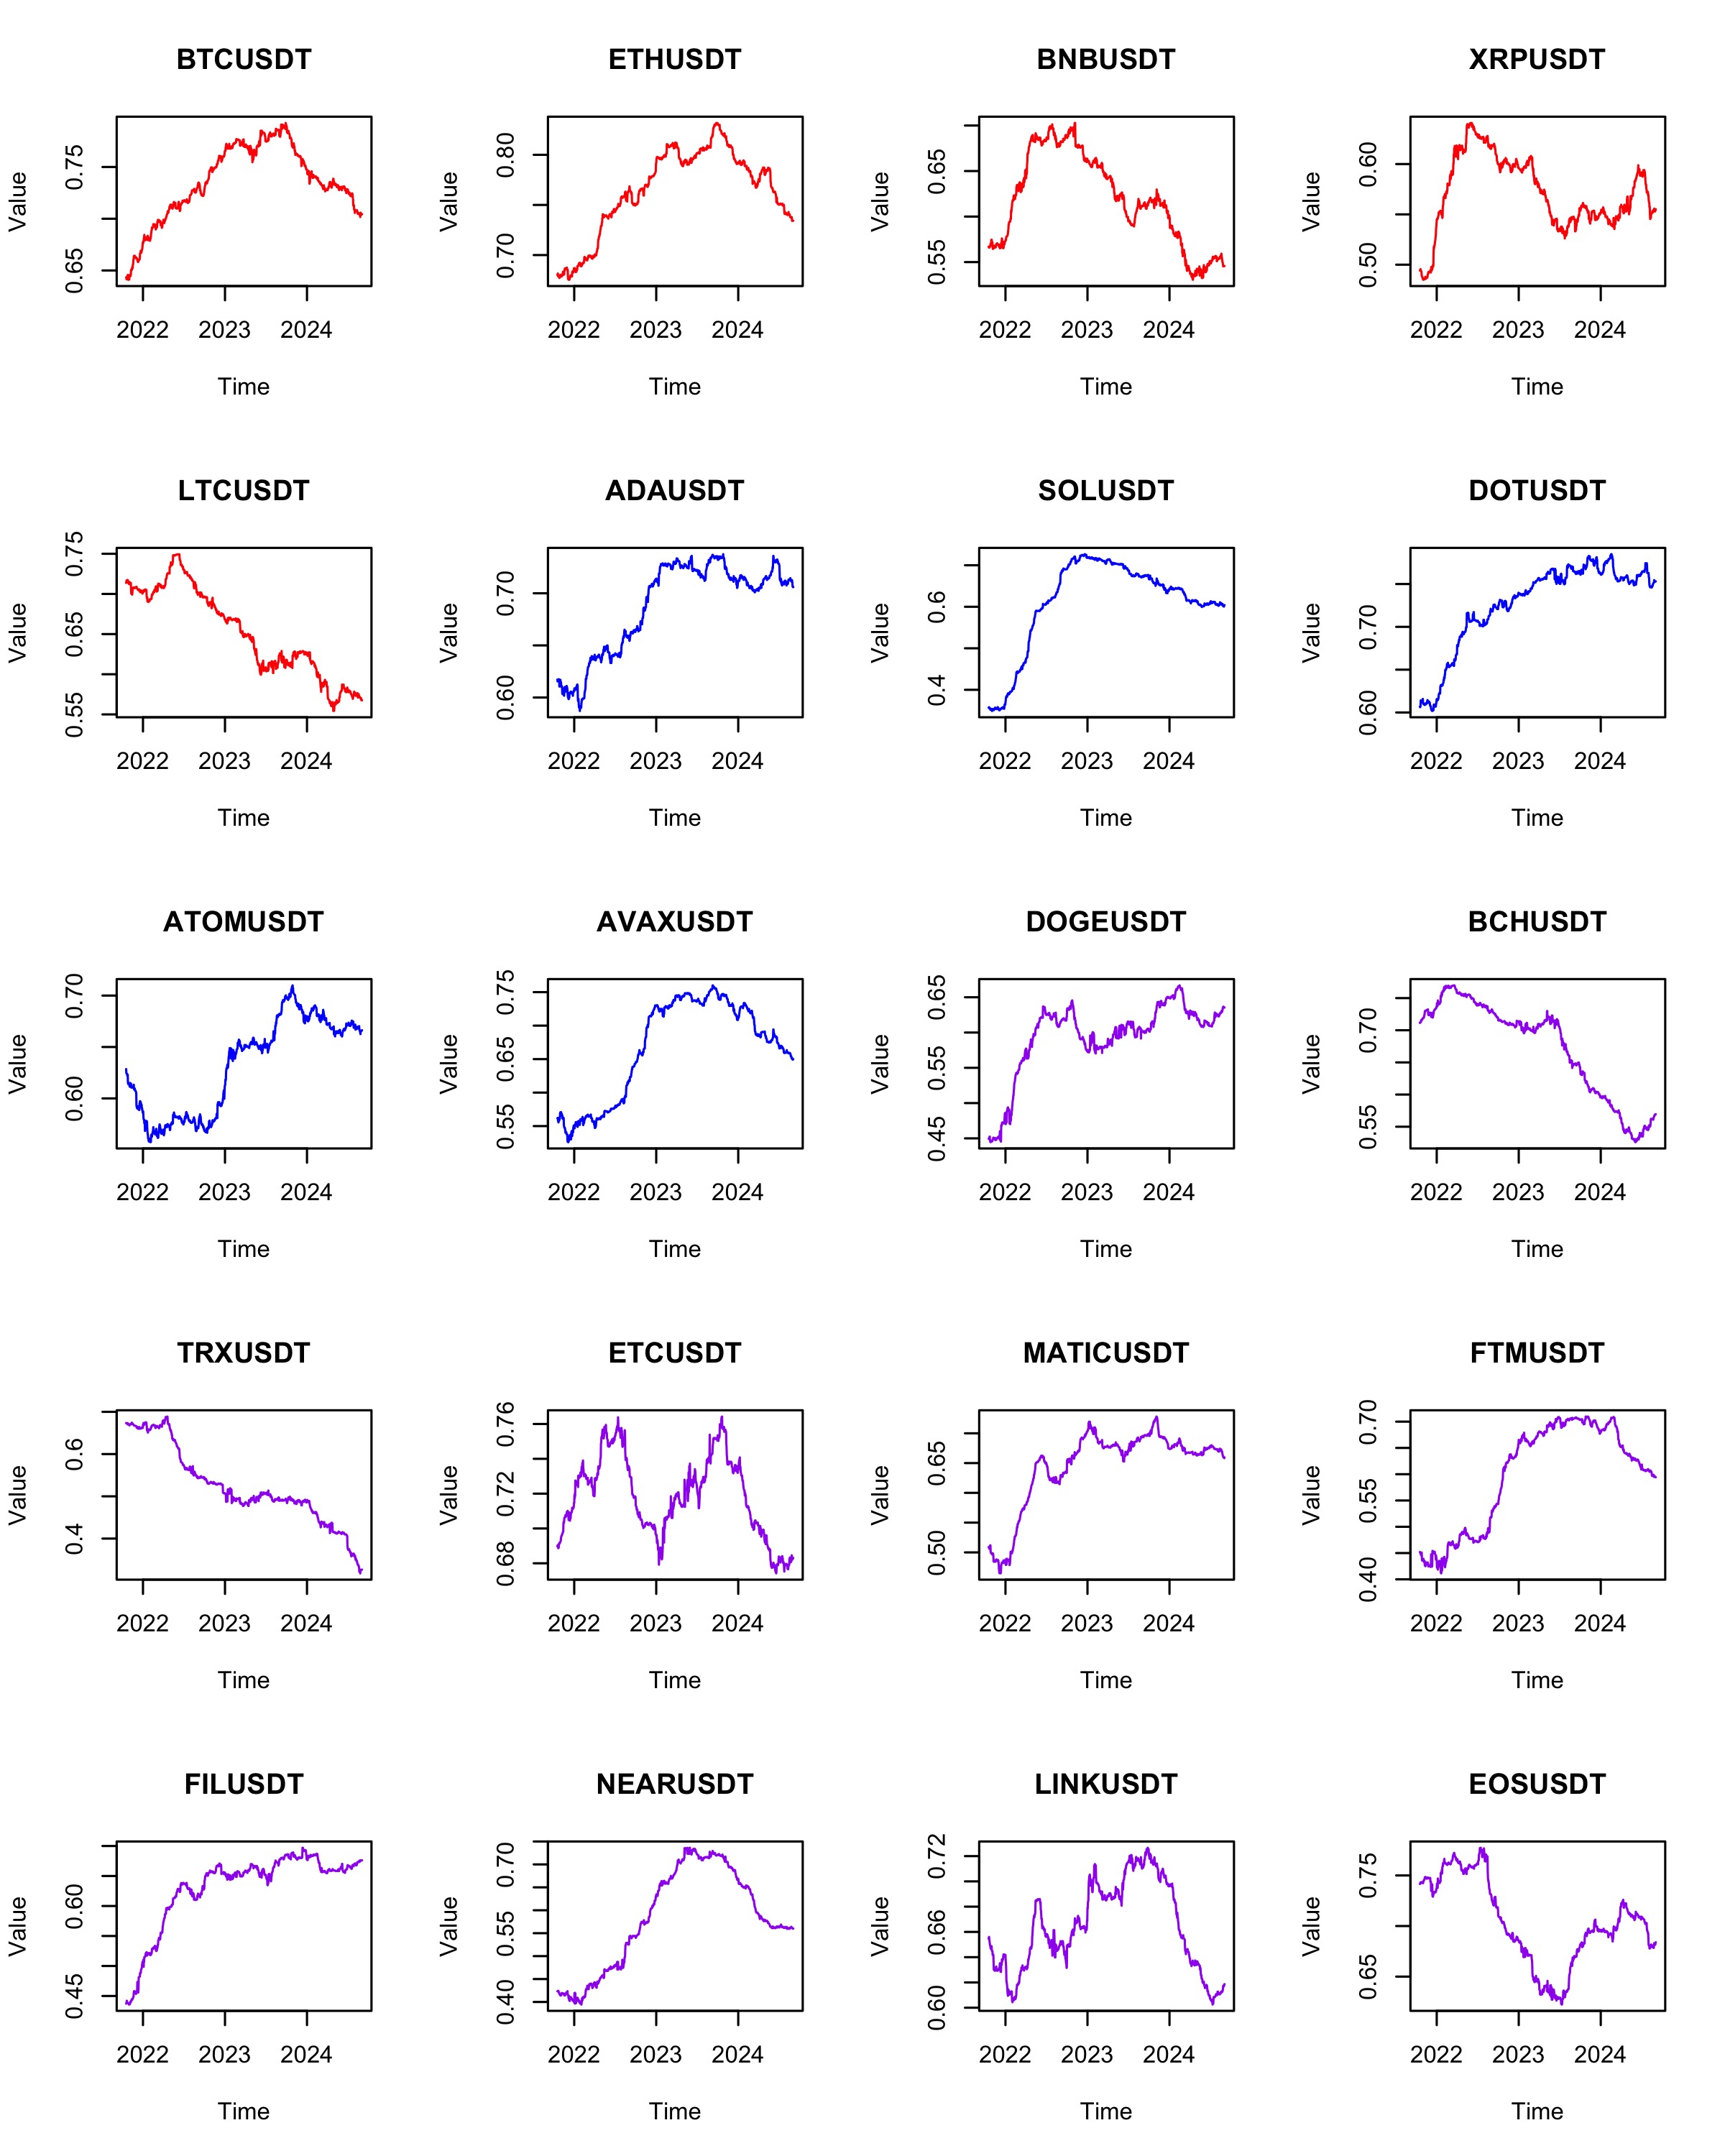 BTCUSDT ETHUSDT BNBUSDT XRPUSDT
Value 0.65 0.75 Value 0.70 0.80 Value 0.55 0.65 Value 0.50 0.60
2022 2023 2024 2022 2023 2024 2022 2023 2024 2022 2023 2024
Time Time Time Time
LTCUSDT ADAUSDT SOLUSDT DOTUSDT
Value 0.55 0.65 0.75 Value 0.60 0.70 Value 0.4 0.6 Value 0.60 0.70
2022 2023 2024 2022 2023 2024 2022 2023 2024 2022 2023 2024
Time Time Time Time
ATOMUSDT AVAXUSDT DOGEUSDT BCHUSDT
Value 0.60 0.70 Value 0.55 0.65 0.75 Value 0.45 0.55 0.65 Value 0.55 0.70
2022 2023 2024 2022 2023 2024 2022 2023 2024 2022 2023 2024
Time Time Time Time
TRXUSDT ETCUSDT MATICUSDT FTMUSDT
Value 0.4 0.6 Value 0.68 0.72 0.76 Value 0.50 0.65 Value 0.40 0.55 0.70
2022 2023 2024 2022 2023 2024 2022 2023 2024 2022 2023 2024
Time Time Time Time
FILUSDT NEARUSDT LINKUSDT EOSUSDT
Value 0.45 0.60 Value 0.40 0.55 0.70 Value 0.60 0.66 0.72 Value 0.65 0.75
2022 2023 2024 2022 2023 2024 2022 2023 2024 2022 2023 2024
Time Time Time Time